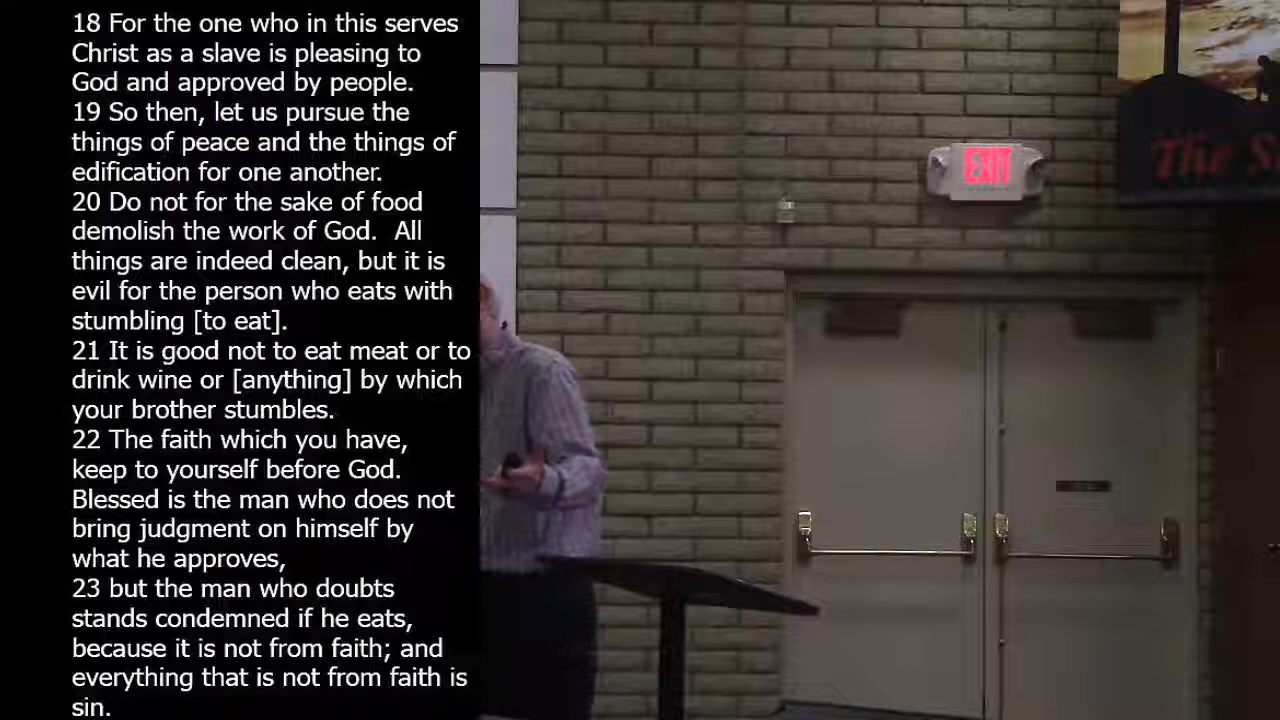 18 For the one who in this serves
Christ as a slave is pleasing to
God and approved by people.
19 So then, let us pursue the
things of peace and the things of
edification for one another.
20 Do not for the sake of food
demolish the work of God.  All
things are indeed clean, but it is
evil for the person who eats with
stumbling [to eat].
21 It is good not to eat meat or to
drink wine or [anything] by which
your brother stumbles.
22 The faith which you have,
keep to yourself before God.
Blessed is the man who does not
bring judgment on himself by
what he approves,
23 but the man who doubts
stands condemned if he eats,
because it is not from faith; and
everything that is not from faith is
sin.
EXIT
The